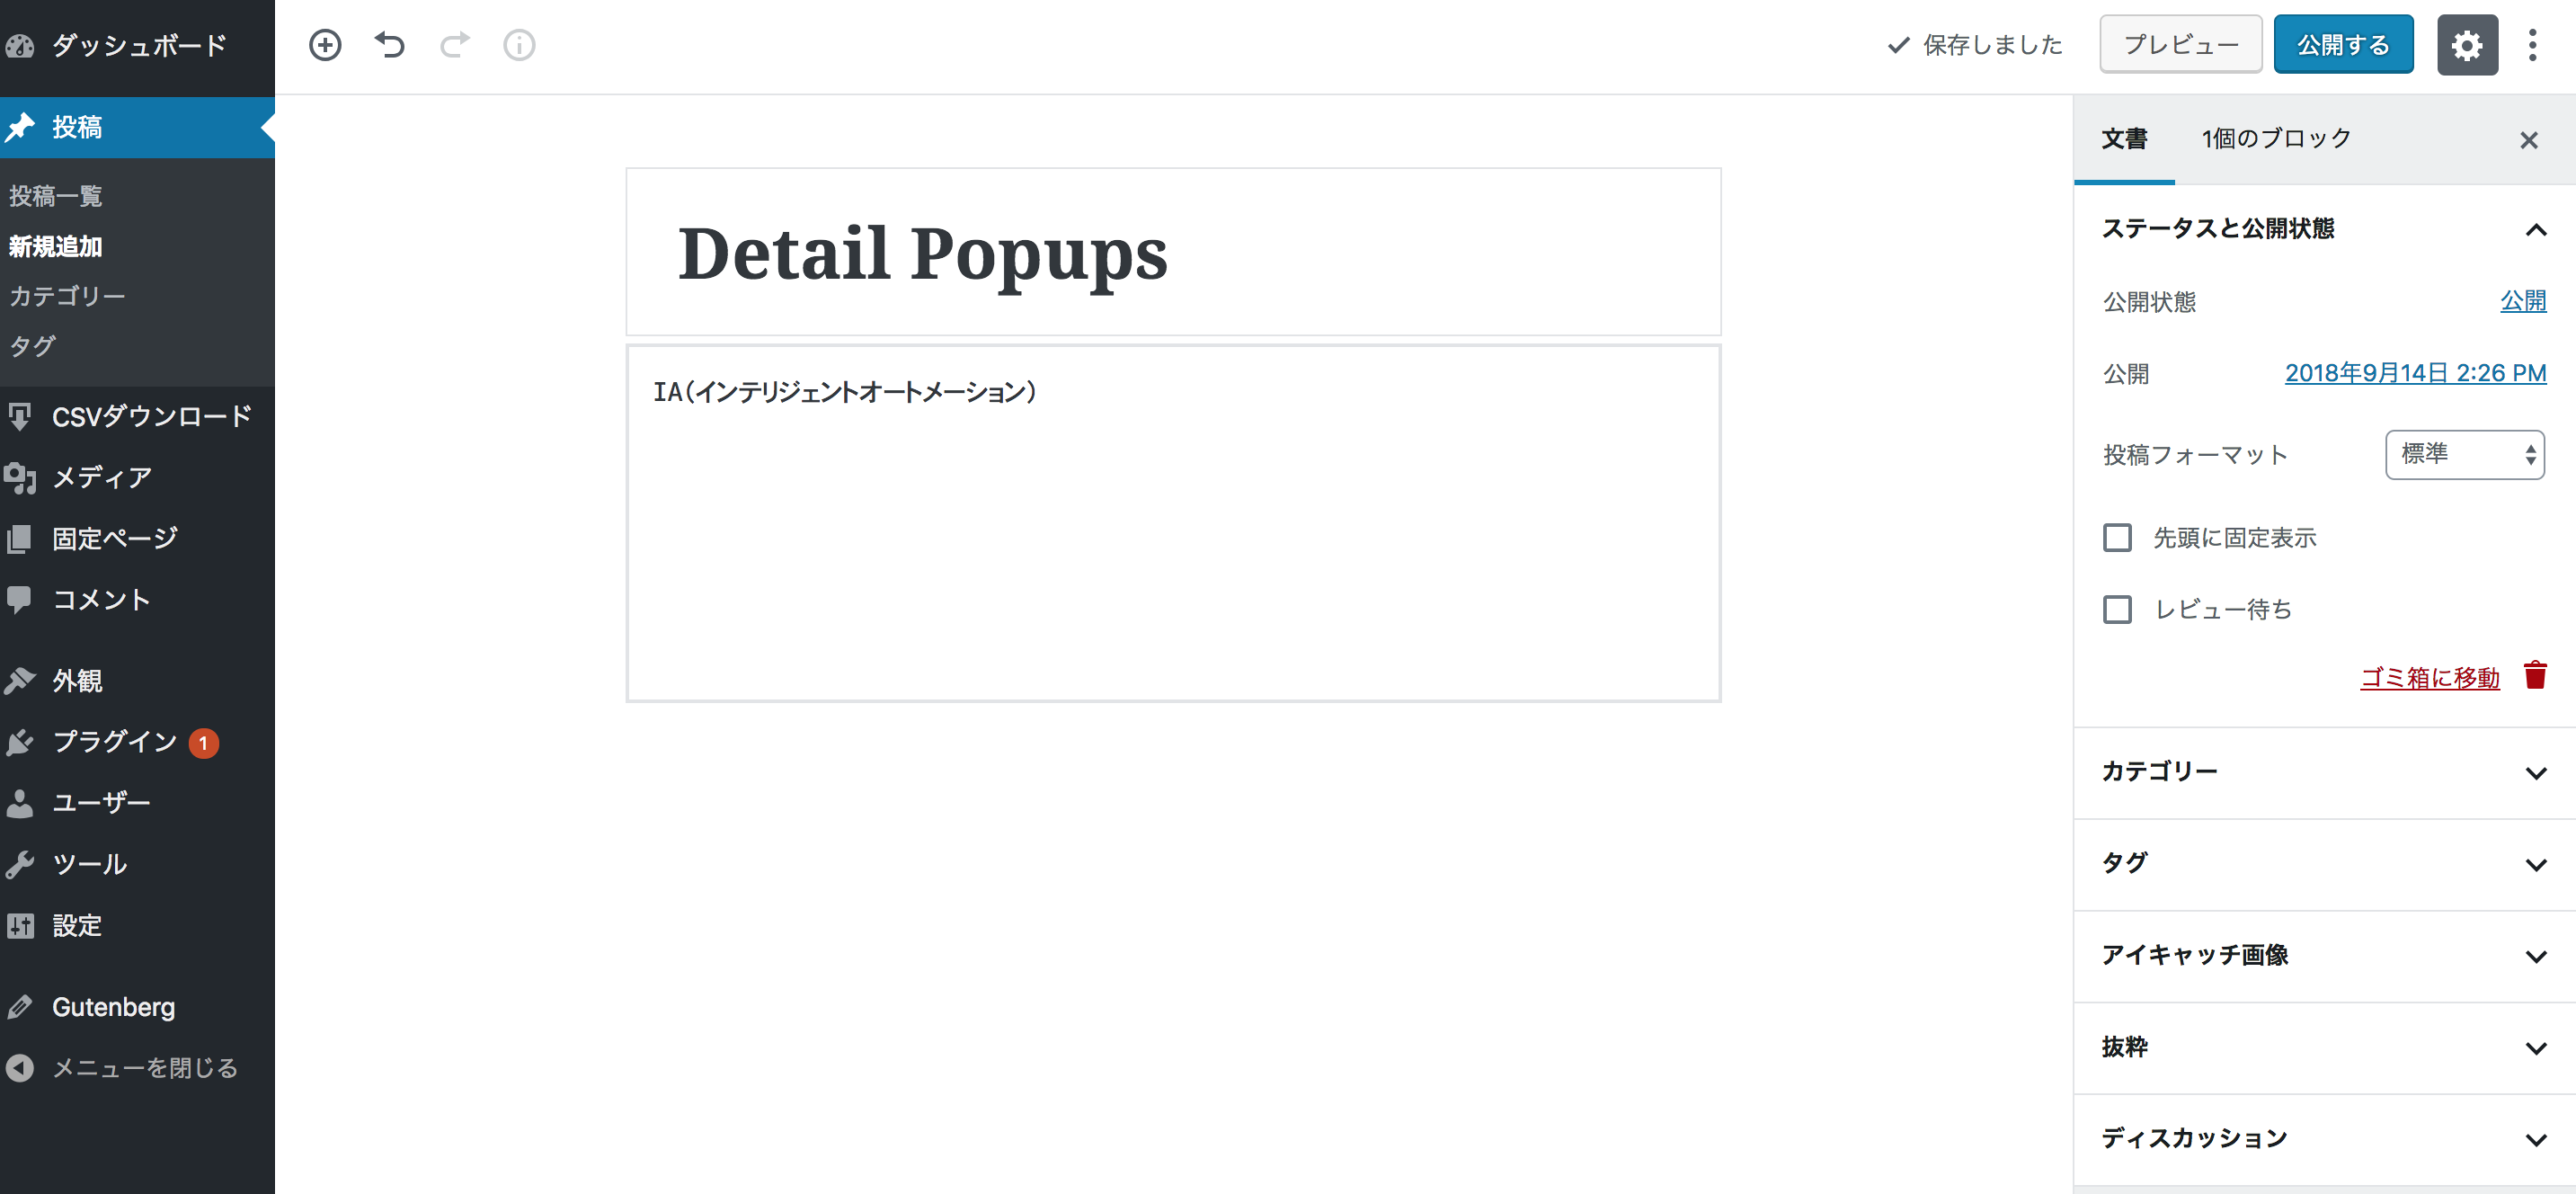 ダッシュボード
投稿
投稿一覧
新規追加
カテゴリー
タグ
CSVダウンロード
メディア
固定ページ
コメント
外観
プラグイン 1
ユーザー
ツール
設定
Gutenberg
メニューを閉じる
保存しました
プレビュー
公開する
Detail Popups
IA(インテリジェントオートメーション)
文書
1個のブロック
ステータスと公開状態
公開状態 公開
公開 2018年9月14日 2:26 PM
投稿フォーマット 標準
先頭に固定表示
レビュー待ち
ゴミ箱に移動
カテゴリー
タグ
アイキャッチ画像
抜粋
ディスカッション